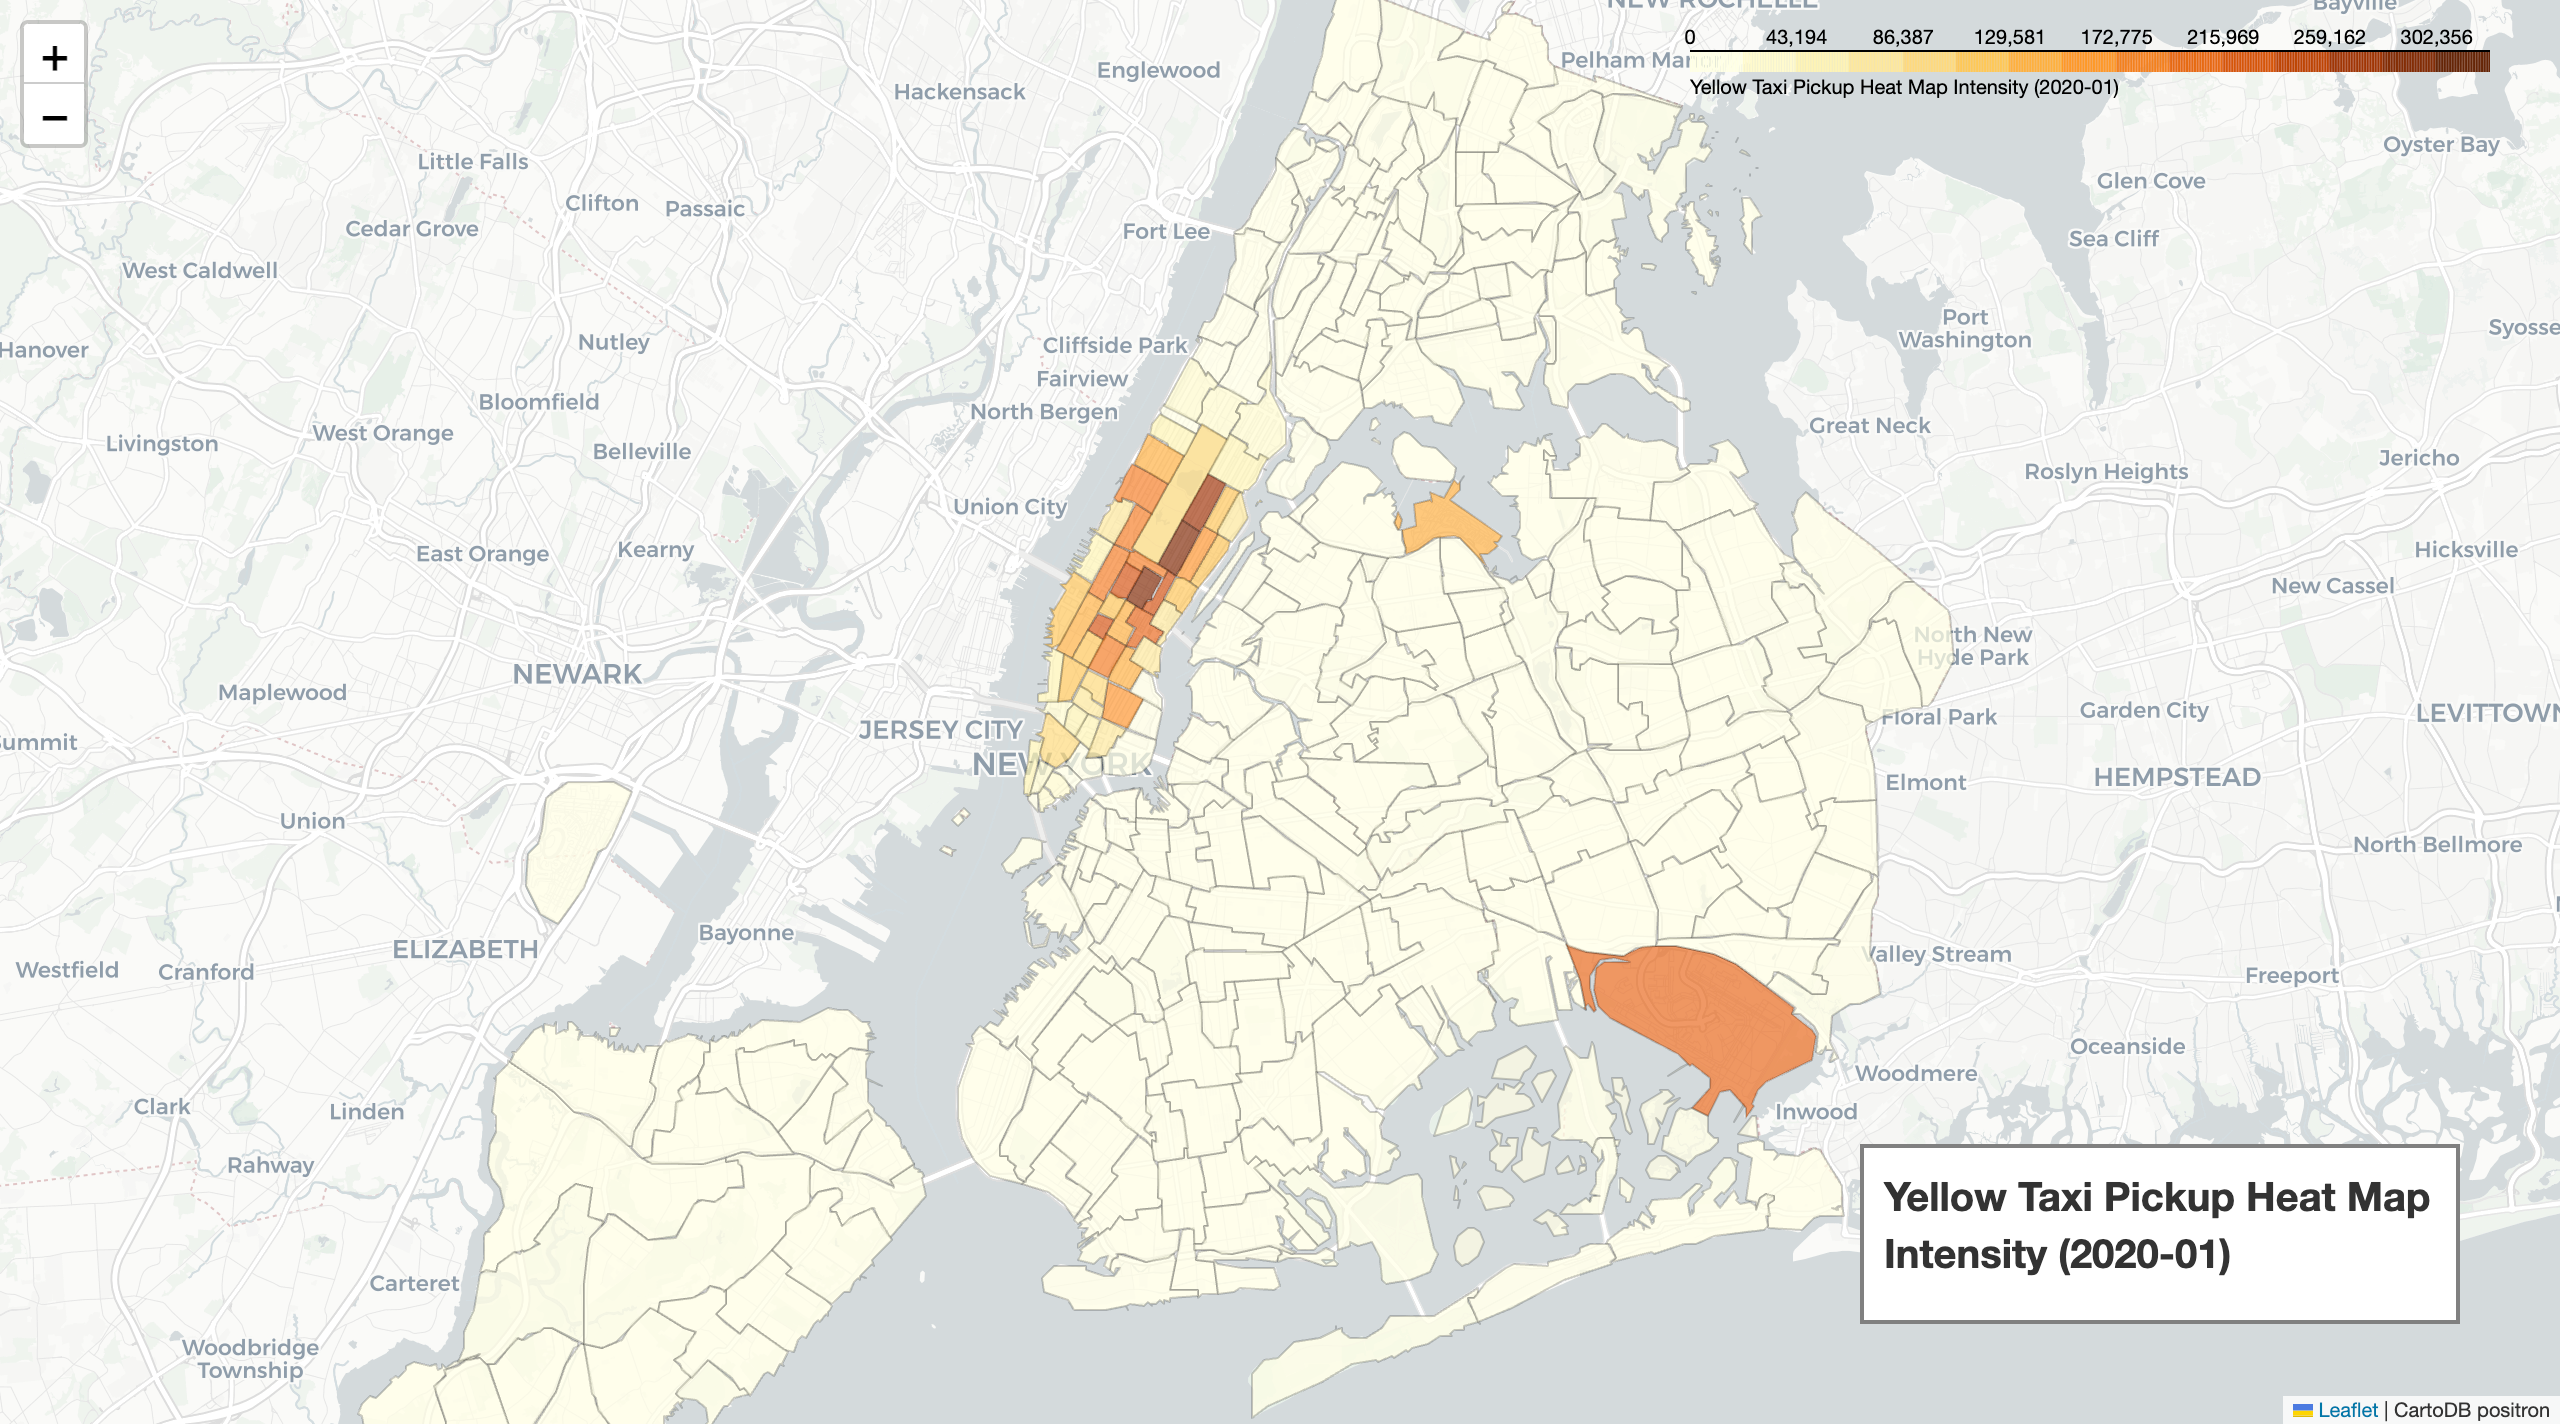 +
−
0 43,194 86,387 129,581 172,775 215,969 259,162 302,356
Yellow Taxi Pickup Heat Map Intensity (2020-01)
NEW ROCHELLE
Bayville
Pelham Manor
Englewood
Hackensack
Oyster Bay
Little Falls
Glen Cove
Clifton
Passaic
Cedar Grove
Fort Lee
Sea Cliff
West Caldwell
Port
Washington
Syosse
Hanover
Nutley
Cliffside Park
Fairview
Bloomfield
North Bergen
Great Neck
Livingston
West Orange
Belleville
Jericho
Roslyn Heights
Union City
East Orange
Kearny
Hicksville
New Cassel
North New
Hyde Park
NEWARK
Maplewood
Floral Park
Garden City
LEVITTOWN
JERSEY CITY
Summit
NEW YORK
Elmont
HEMPSTEAD
Union
North Bellmore
Bayonne
ELIZABETH
Valley Stream
Westfield
Cranford
Freeport
Oceanside
Woodmere
Clark
Linden
Inwood
Rahway
Yellow Taxi Pickup Heat Map
Intensity (2020-01)
Carteret
Woodbridge
Township
Leaflet | CartoDB positron